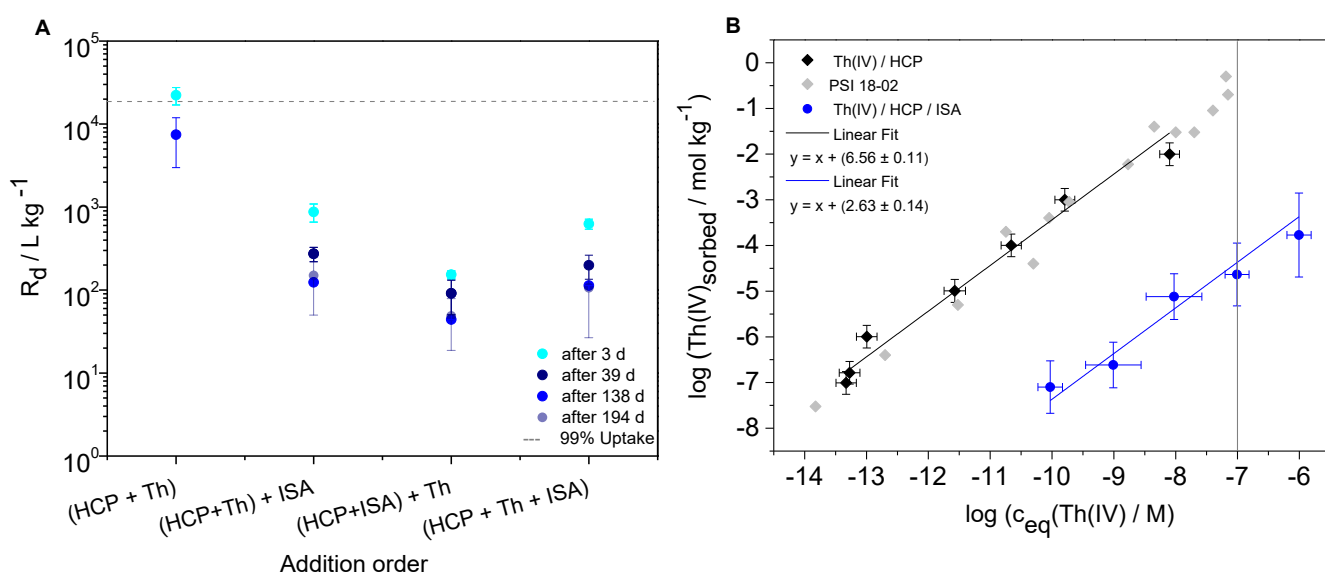 A
10^5
10^4
10^3
10^2
10^1
10^0
R_d / L kg^-1
after 3 d
after 39 d
after 138 d
after 194 d
99% Uptake
(HCP + Th)
(HCP+Th) + ISA
(HCP+ISA) + Th
(HCP + Th + ISA)
Addition order
B
Th(IV) / HCP
PSI 18-02
Th(IV) / HCP / ISA
Linear Fit
y = x + (6.56 ± 0.11)
Linear Fit
y = x + (2.63 ± 0.14)
0
-1
-2
-3
-4
-5
-6
-7
-8
log (Th(IV)_sorbed / mol kg^-1)
-14 -13 -12 -11 -10 -9 -8 -7 -6
log (c_eq(Th(IV) / M)